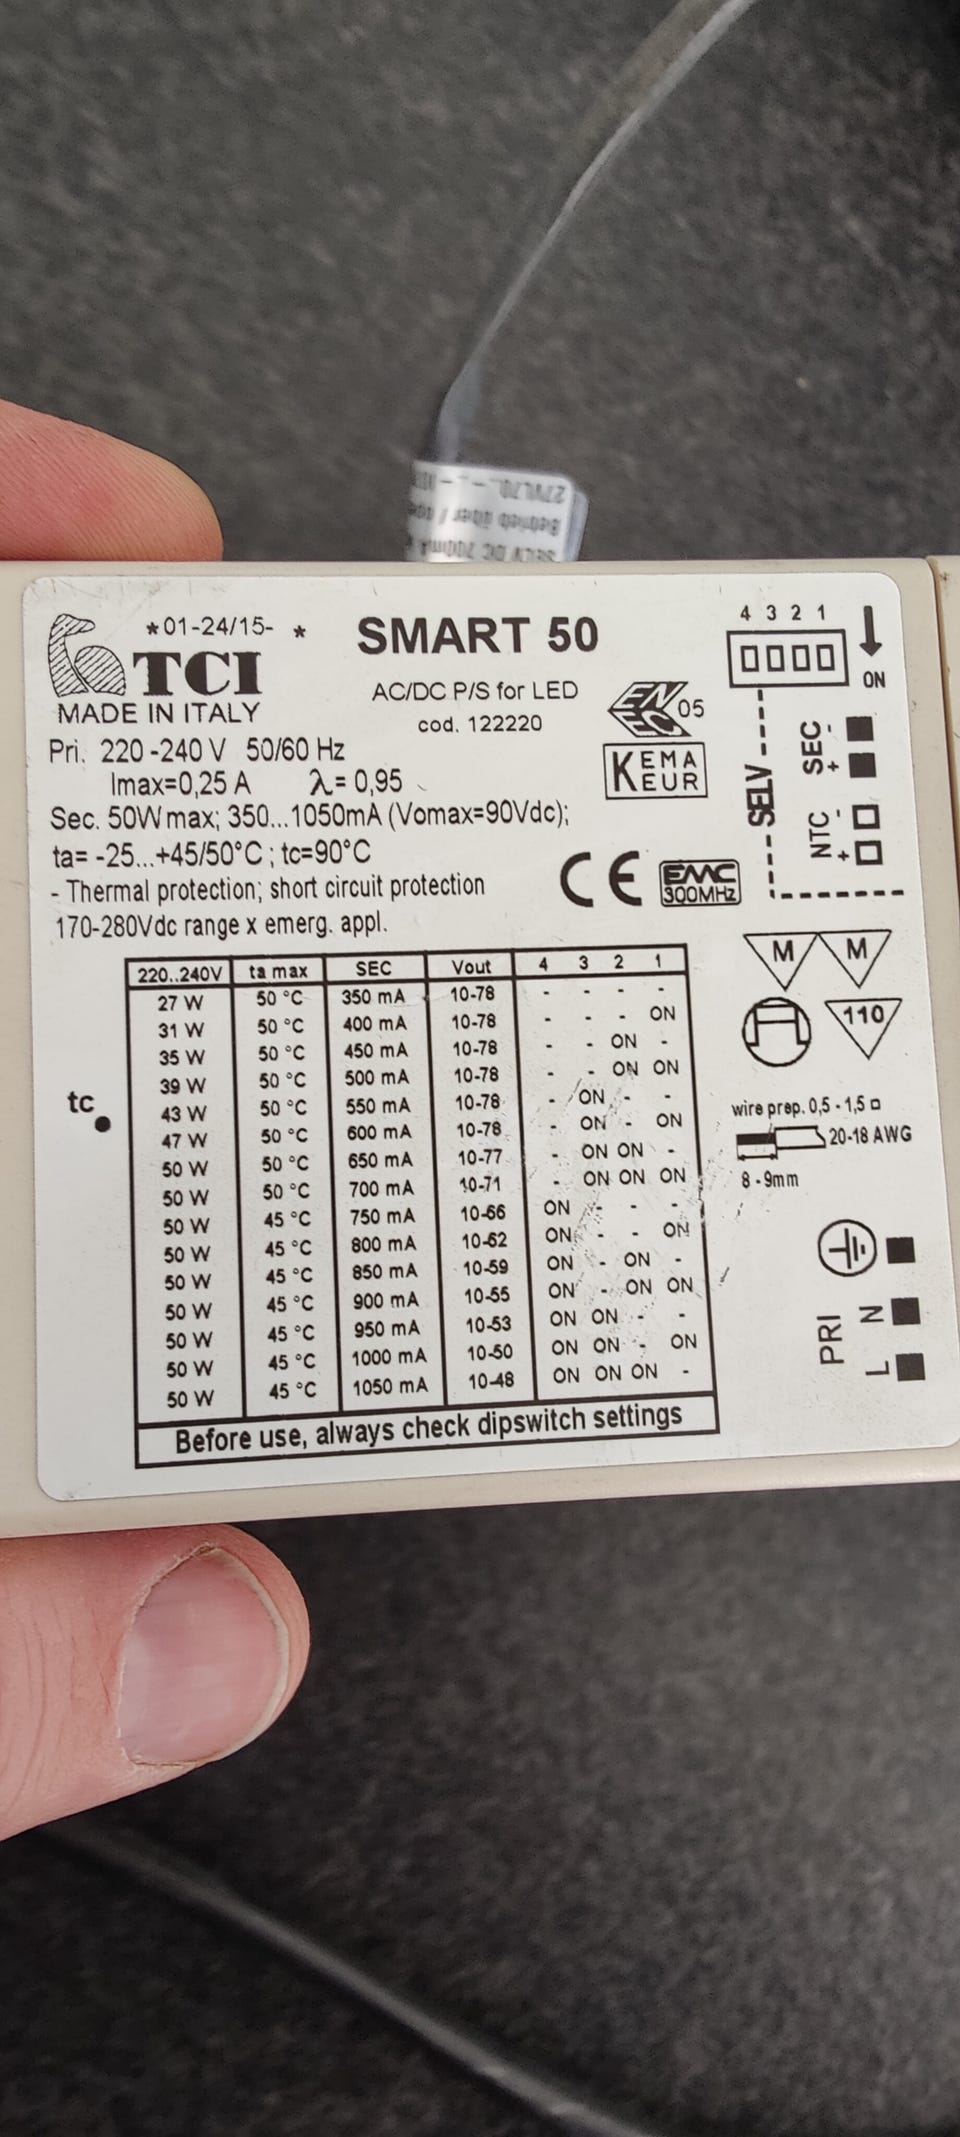 27VL70...-...-
Betrieb über /
SELV DC 700mA
*01-24/15- *
TCI
MADE IN ITALY
SMART 50
AC/DC P/S for LED
cod. 122220
Pri. 220-240 V 50/60 Hz
Imax=0,25 A λ= 0,95
Sec. 50W max; 350...1050mA (Vomax=90Vdc);
ta= -25...+45/50°C ; tc=90°C
- Thermal protection; short circuit protection
170-280Vdc range x emerg. appl.
4 3 2 1
ON
ENEC 05
KEMA
KEUR
CE
EMC
300MHz
SELV
SEC - +
NTC - +
220..240V ta max SEC Vout 4 3 2 1
27 W 50 °C 350 mA 10-78 - - - -
31 W 50 °C 400 mA 10-78 - - - ON
35 W 50 °C 450 mA 10-78 - - ON -
39 W 50 °C 500 mA 10-78 - - ON ON
43 W 50 °C 550 mA 10-78 - ON - -
47 W 50 °C 600 mA 10-78 - ON - ON
50 W 50 °C 650 mA 10-77 - ON ON -
50 W 50 °C 700 mA 10-71 - ON ON ON
50 W 45 °C 750 mA 10-66 ON - - -
50 W 45 °C 800 mA 10-62 ON - - ON
50 W 45 °C 850 mA 10-59 ON - ON -
50 W 45 °C 900 mA 10-55 ON - ON ON
50 W 45 °C 950 mA 10-53 ON ON - -
50 W 45 °C 1000 mA 10-50 ON ON - ON
50 W 45 °C 1050 mA 10-48 ON ON ON -
Before use, always check dipswitch settings
tc
M M
110
wire prep. 0,5 - 1,5 □
20-18 AWG
8 - 9mm
PRI
N
L